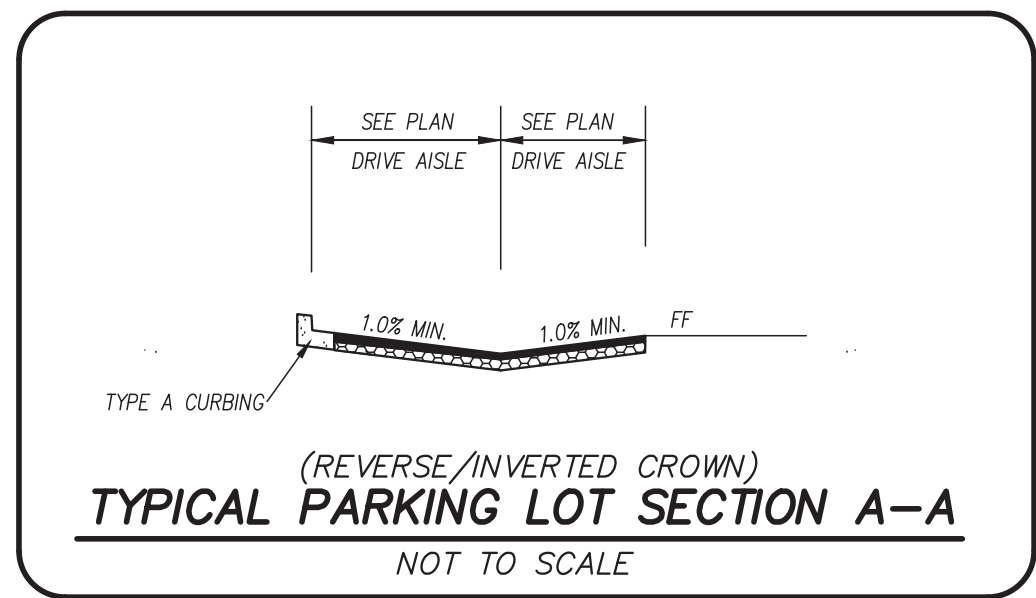 SEE PLAN
SEE PLAN
DRIVE AISLE
DRIVE AISLE
1.0% MIN.
1.0% MIN.
FF
TYPE A CURBING
(REVERSE/INVERTED CROWN)
TYPICAL PARKING LOT SECTION A-A
NOT TO SCALE